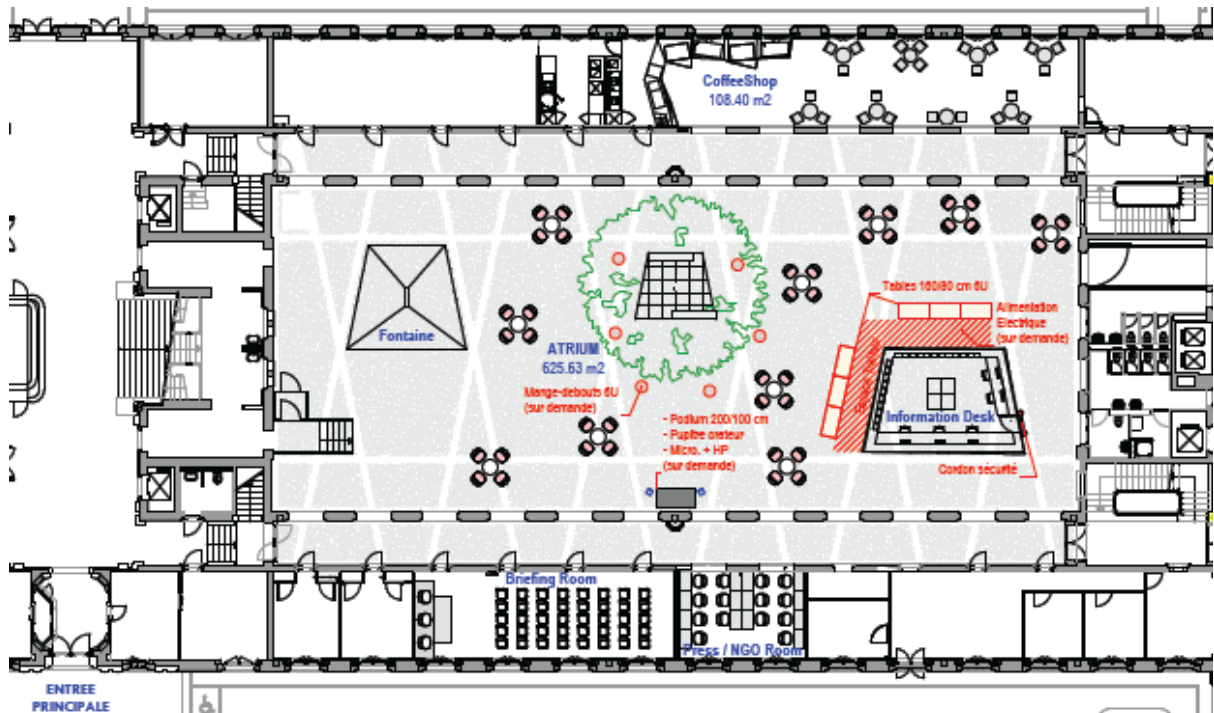 CoffeeShop
108.40 m2
Tables 160/80 cm 6U
Alimentation
Electrique
(sur demande)
Fontaine
ATRIUM
625.63 m2
Mange-debouts 6U
(sur demande)
- Podium 200/100 cm
- Pupitre orateur
- Micro. + HP
(sur demande)
Information Desk
Cordon sécurité
Briefing Room
Press / NGO Room
ENTREE
PRINCIPALE